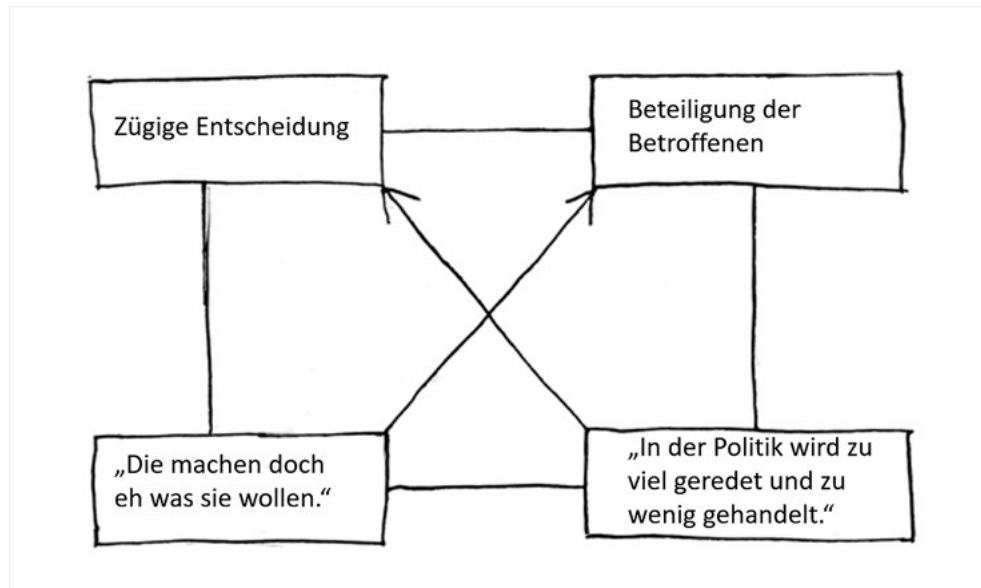 Zügige Entscheidung
Beteiligung der
Betroffenen
„Die machen doch
eh was sie wollen.“
„In der Politik wird zu
viel geredet und zu
wenig gehandelt.“